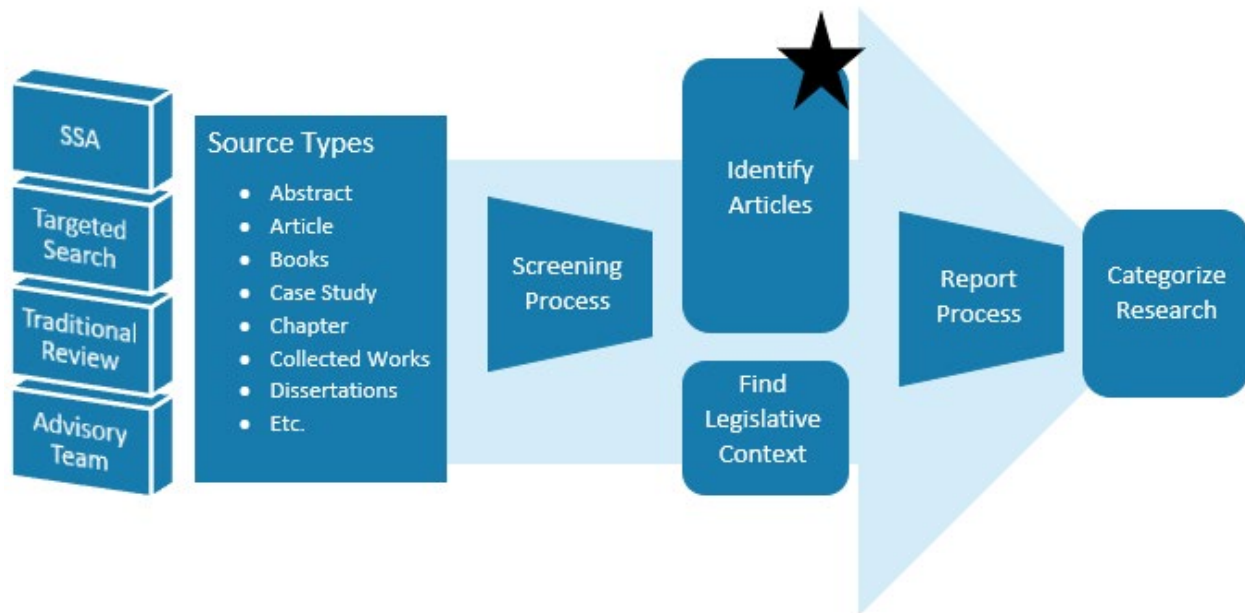 SSA
Targeted
Search
Traditional
Review
Advisory
Team
Source Types
• Abstract
• Article
• Books
• Case Study
• Chapter
• Collected Works
• Dissertations
• Etc.
Screening
Process
Identify
Articles
Find
Legislative
Context
Report
Process
Categorize
Research